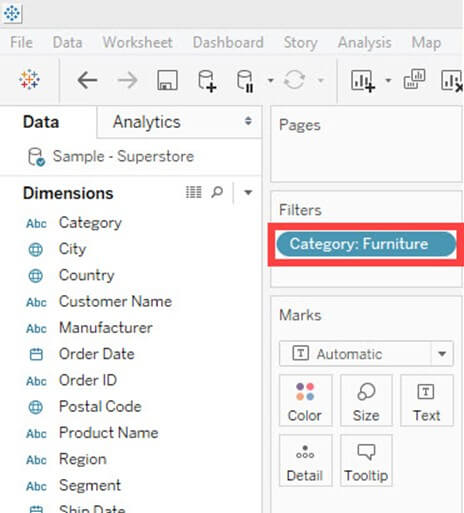 File Data Worksheet Dashboard Story Analysis Map
Data Analytics
Sample - Superstore
Dimensions
Abc Category
City
Country
Abc Customer Name
Abc Manufacturer
Order Date
Abc Order ID
Postal Code
Abc Product Name
Abc Region
Abc Segment
Ship Date
Pages
Filters
Category: Furniture
Marks
T Automatic
Color Size T Text
Detail Tooltip